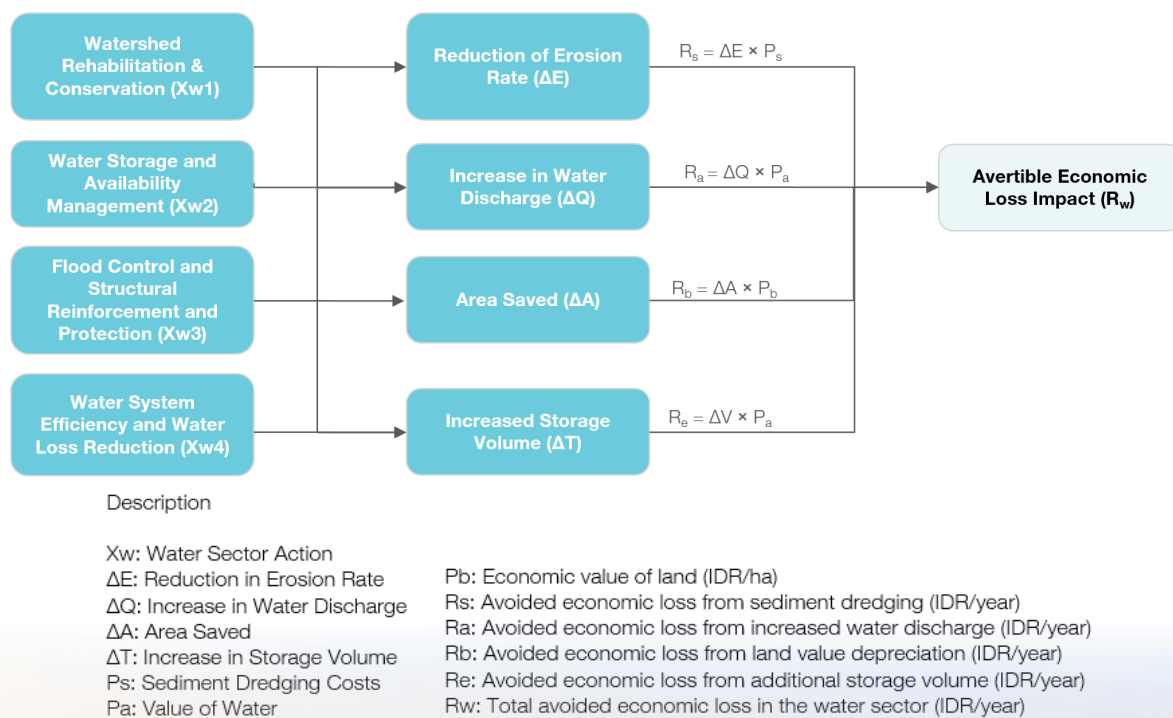 Watershed
Rehabilitation &
Conservation (Xw1)
Reduction of Erosion
Rate (ΔE)
Rₛ = ΔE × Pₛ
Water Storage and
Availability
Management (Xw2)
Increase in Water
Discharge (ΔQ)
Rₐ = ΔQ × Pₐ
Avertible Economic
Loss Impact (R_w)
Flood Control and
Structural
Reinforcement and
Protection (Xw3)
Area Saved (ΔA)
R_b = ΔA × P_b
Water System
Efficiency and Water
Loss Reduction (Xw4)
Increased Storage
Volume (ΔT)
Rₑ = ΔV × Pₐ
Description
Xw: Water Sector Action
ΔE: Reduction in Erosion Rate
ΔQ: Increase in Water Discharge
ΔA: Area Saved
ΔT: Increase in Storage Volume
Ps: Sediment Dredging Costs
Pa: Value of Water
Pb: Economic value of land (IDR/ha)
Rs: Avoided economic loss from sediment dredging (IDR/year)
Ra: Avoided economic loss from increased water discharge (IDR/year)
Rb: Avoided economic loss from land value depreciation (IDR/year)
Re: Avoided economic loss from additional storage volume (IDR/year)
Rw: Total avoided economic loss in the water sector (IDR/year)